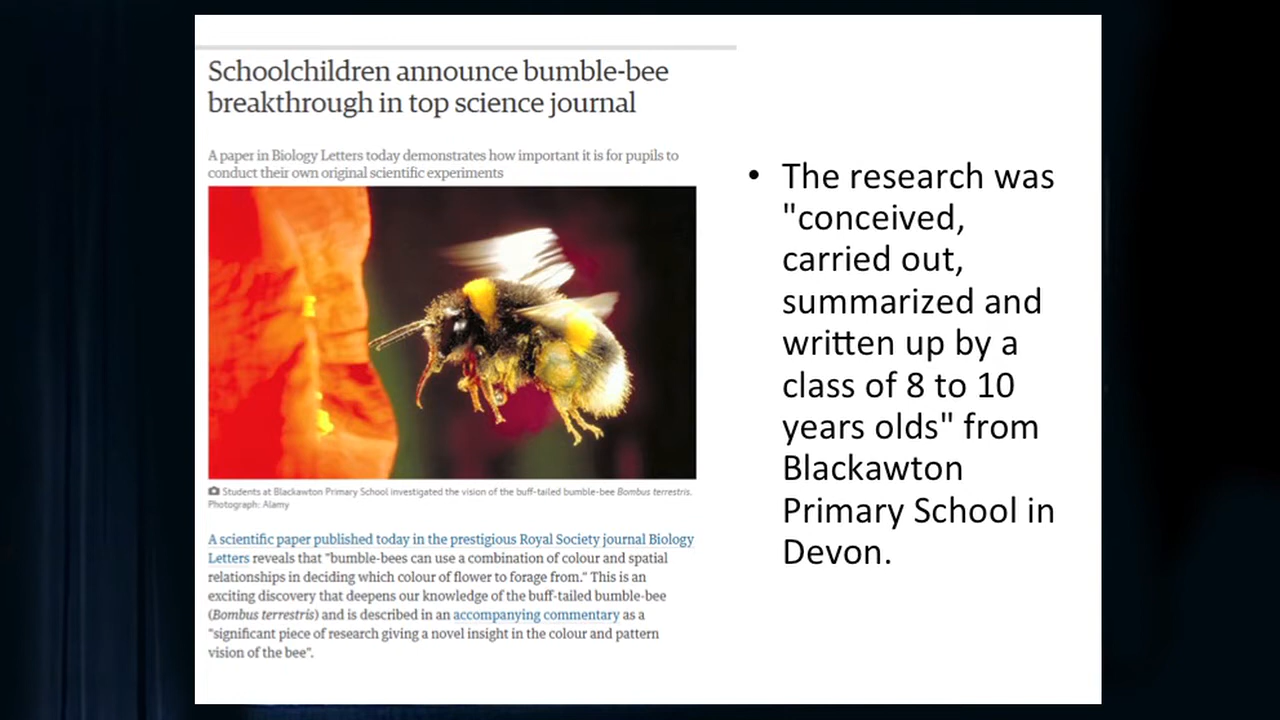 Schoolchildren announce bumble-bee
breakthrough in top science journal
A paper in Biology Letters today demonstrates how important it is for pupils to
conduct their own original scientific experiments
Students at Blackawton Primary School investigated the vision of the buff-tailed bumble-bee Bombus terrestris.
Photograph: Alamy
A scientific paper published today in the prestigious Royal Society journal Biology
Letters reveals that "bumble-bees can use a combination of colour and spatial
relationships in deciding which colour of flower to forage from." This is an
exciting discovery that deepens our knowledge of the buff-tailed bumble-bee
(Bombus terrestris) and is described in an accompanying commentary as a
"significant piece of research giving a novel insight in the colour and pattern
vision of the bee".
• The research was
"conceived,
carried out,
summarized and
written up by a
class of 8 to 10
years olds" from
Blackawton
Primary School in
Devon.